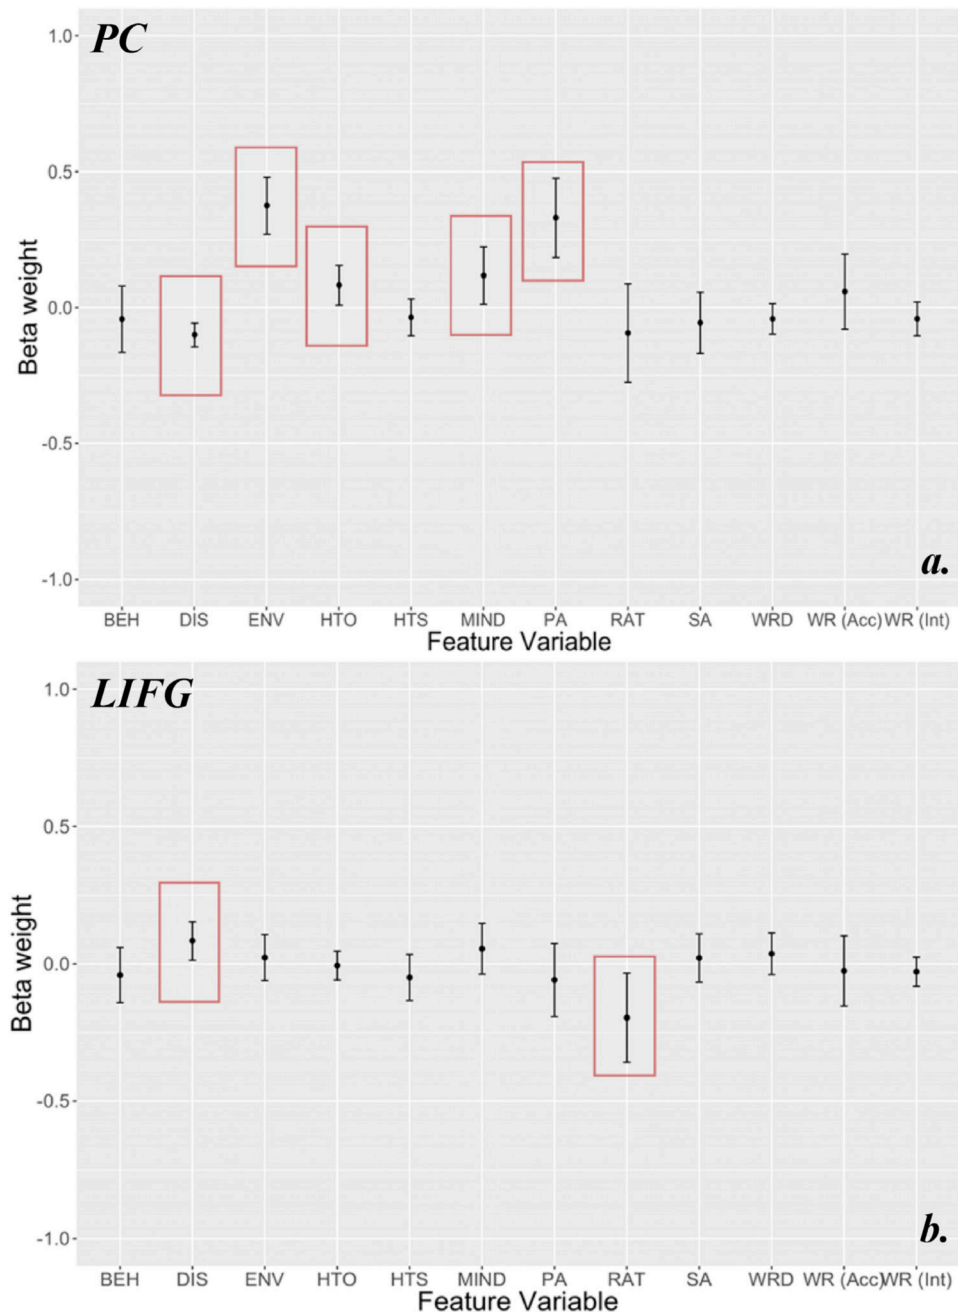 PC
1.0
0.5
0.0
-0.5
-1.0
Beta weight
a.
BEH DIS ENV HTO HTS MIND PA RAT SA WRD WR (Acc) WR (Int)
Feature Variable
LIFG
1.0
0.5
0.0
-0.5
-1.0
Beta weight
b.
BEH DIS ENV HTO HTS MIND PA RAT SA WRD WR (Acc) WR (Int)
Feature Variable